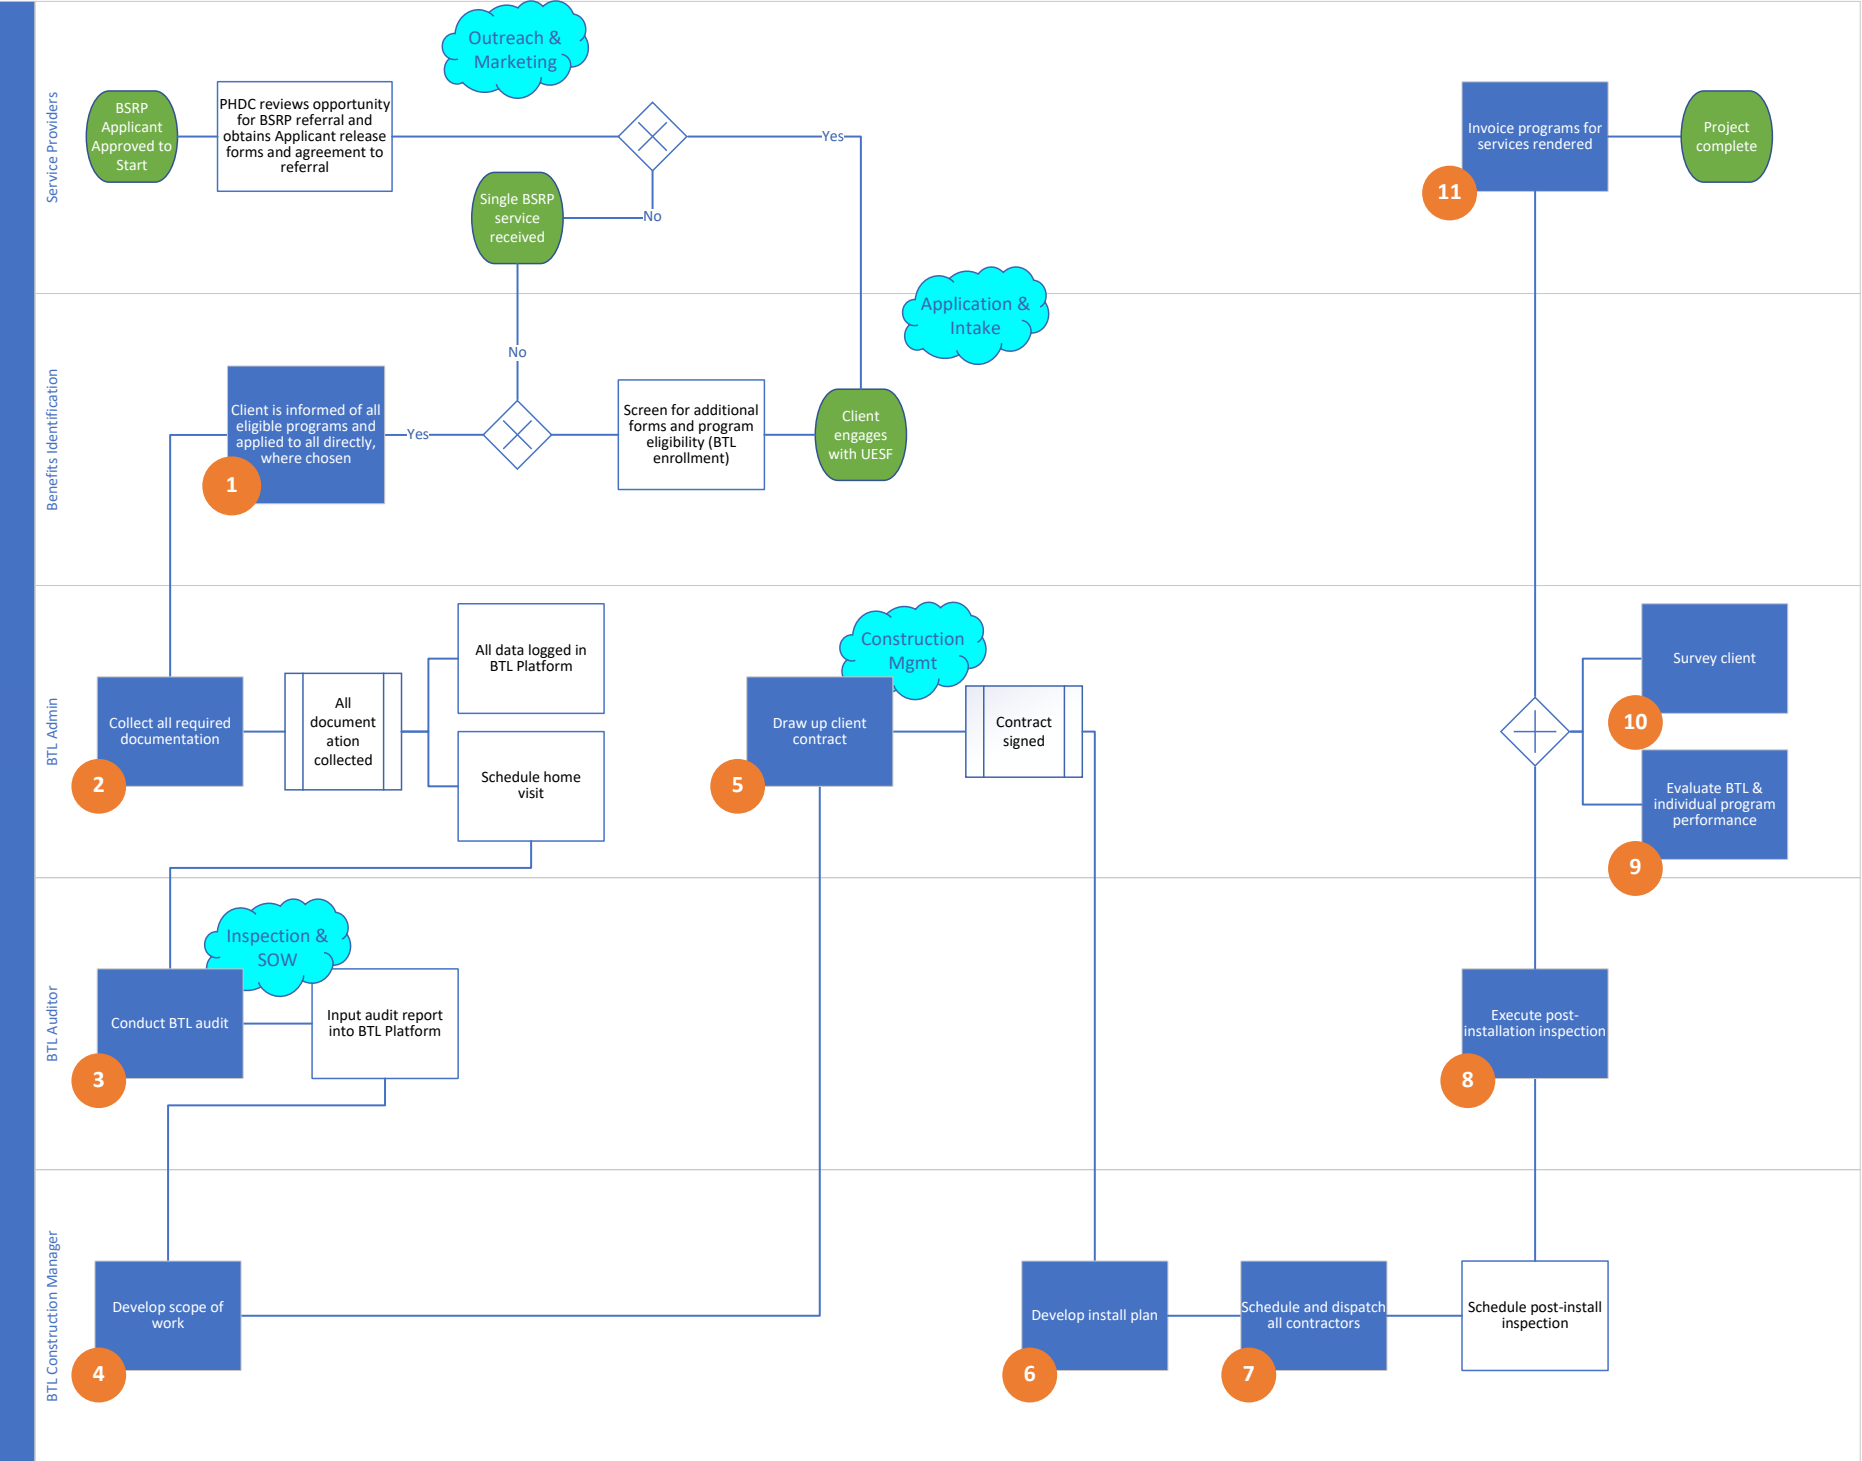 Service Providers
BSRP
Applicant
Approved to
Start
PHDC reviews opportunity
for BSRP referral and
obtains Applicant release
forms and agreement to
referral
Outreach &
Marketing
Yes
No
Single BSRP
service
received
Invoice programs for
services rendered
11
Project
complete
Application &
Intake
Benefits Identification
No
Client is informed of all
eligible programs and
applied to all directly,
where chosen
1
Yes
Screen for additional
forms and program
eligibility (BTL
enrollment)
Client
engages
with UESF
BTL Admin
Collect all required
documentation
2
All
document
ation
collected
All data logged in
BTL Platform
Schedule home
visit
Construction
Mgmt
Draw up client
contract
5
Contract
signed
Survey client
10
Evaluate BTL &
individual program
performance
9
BTL Auditor
Inspection &
SOW
Conduct BTL audit
3
Input audit report
into BTL Platform
Execute post-
installation inspection
8
BTL Construction Manager
Develop scope of
work
4
Develop install plan
6
Schedule and dispatch
all contractors
7
Schedule post-install
inspection